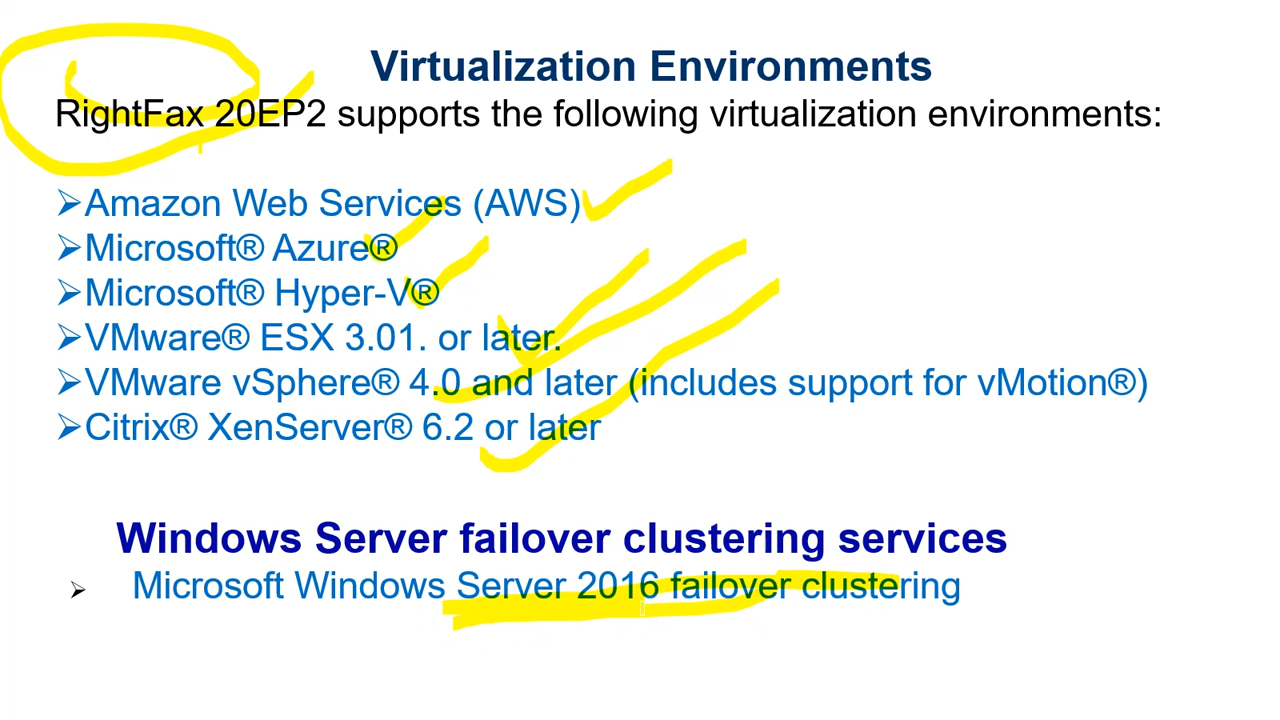 Virtualization Environments
RightFax 20EP2 supports the following virtualization environments:
➢Amazon Web Services (AWS)
➢Microsoft® Azure®
➢Microsoft® Hyper-V®
➢VMware® ESX 3.01. or later.
➢VMware vSphere® 4.0 and later (includes support for vMotion®)
➢Citrix® XenServer® 6.2 or later
Windows Server failover clustering services
➢ Microsoft Windows Server 2016 failover clustering